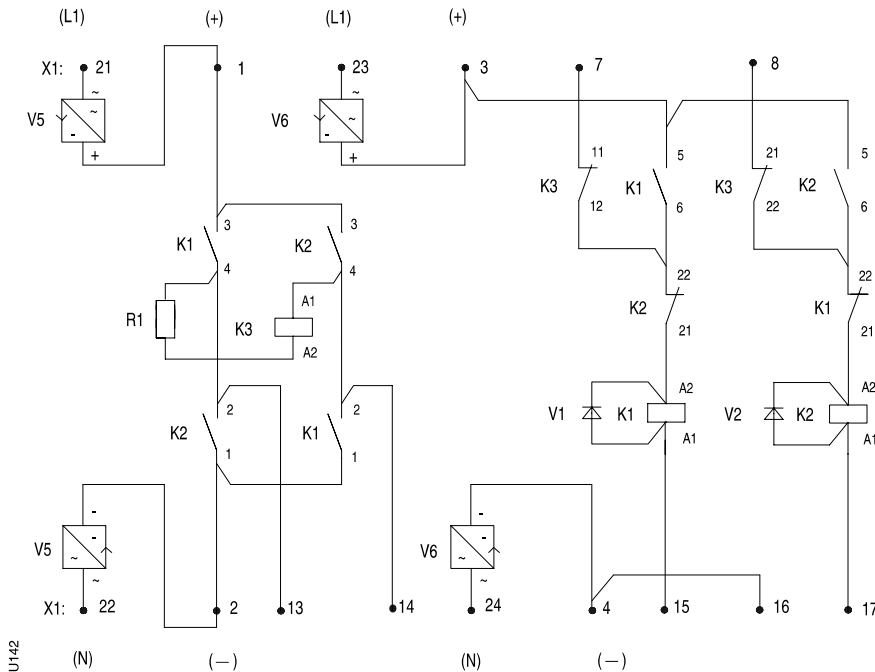 (L1) (+) (L1) (+)
X1: 21 1 23 3 7 8
~ ~
V5 ~ V6 ~
- -
+ +
11 5 21 5
K3 K1 K3 K2
12 6 22 6
3 3
K1 K2
4 4
22 22
A1
R1 K3 K2 K1
A2
21 21
A2 A2
2 2 V1 K1 V2 K2
K2 K1 A1 A1
1 1
- -
- -
V5 ~ V6 ~
~ ~
X1: 22 2 13 14 24 4 15 16 17
(N) (—) (N) (—)
U142